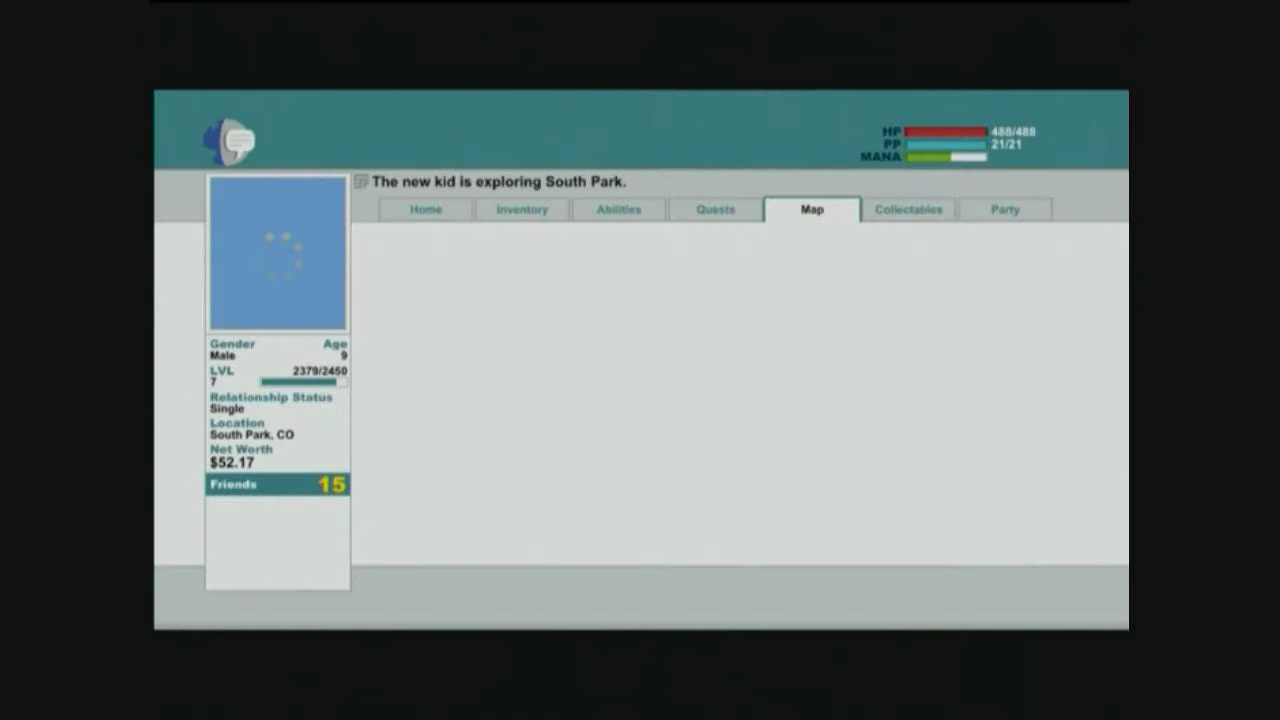 HP 488/488
PP 21/21
MANA
The new kid is exploring South Park.
Home Inventory Abilities Quests Map Collectables Party
Gender Age
Male 9
LVL 2379/2450
7
Relationship Status
Single
Location
South Park, CO
Net Worth
$52.17
Friends 15